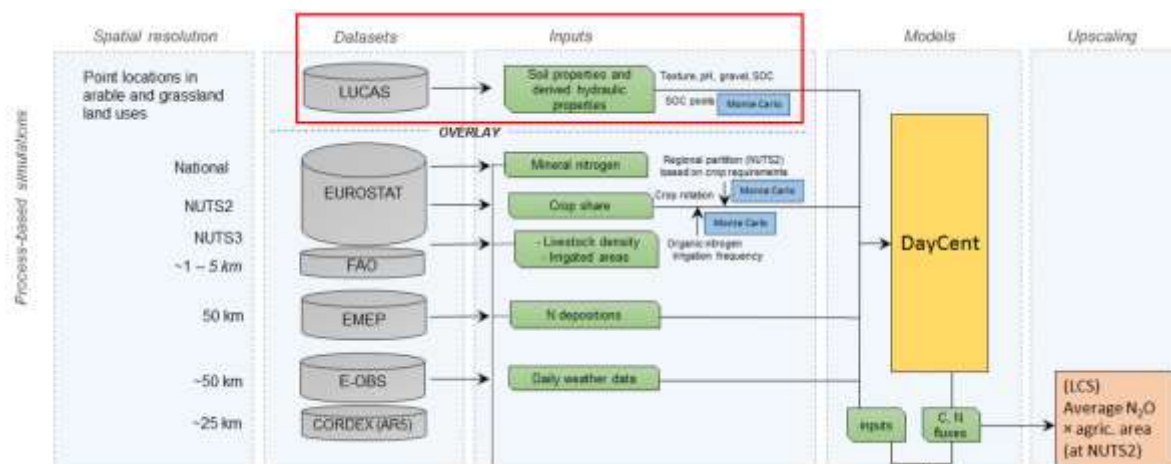 Spatial resolution
Datasets
Inputs
Models
Upscaling
Process-based simulations
Point locations in
arable and grassland
land uses
LUCAS
Soil properties and
derived hydraulic
properties
Texture, pH, gravel, SOC
SOC pools
Monte Carlo
OVERLAY
National
NUTS2
NUTS3
~1 – 5 km
EUROSTAT
FAO
Mineral nitrogen
Crop share
- Livestock density
- Irrigated areas
Regional partition (NUTS2)
based on crop requirements
Crop rotation
Monte Carlo
Monte Carlo
Organic nitrogen
Irrigation frequency
DayCent
50 km
EMEP
N depositions
~50 km
E-OBS
Daily weather data
~25 km
CORDEX (AR5)
inputs
C, N
fluxes
(LCS)
Average N₂O
× agric. area
(at NUTS2)